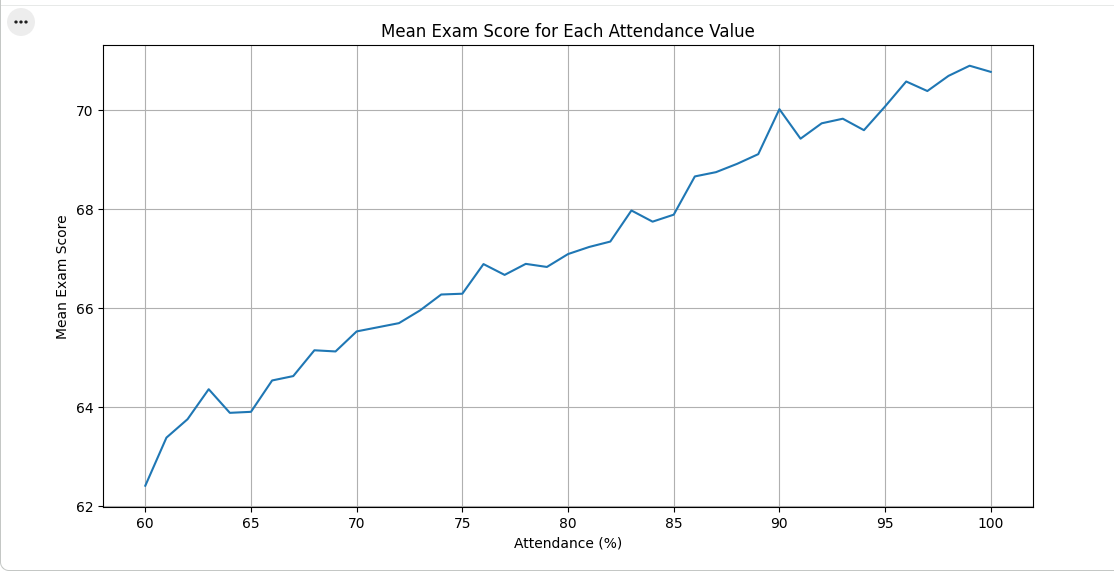 Mean Exam Score for Each Attendance Value
70
68
66
64
62
Mean Exam Score
60 65 70 75 80 85 90 95 100
Attendance (%)